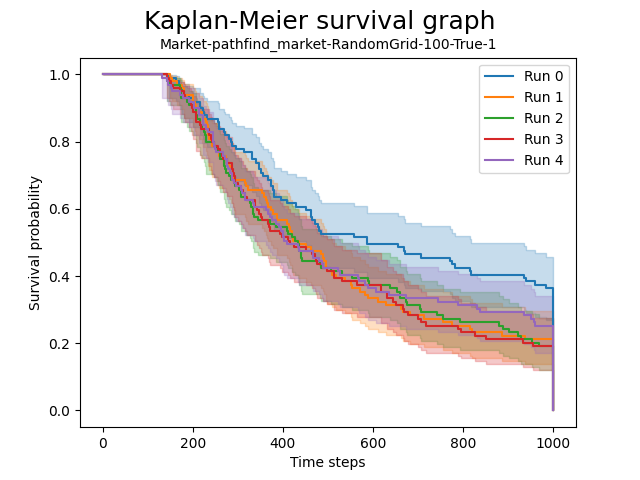 Kaplan-Meier survival graph
Market-pathfind_market-RandomGrid-100-True-1
Run 0
Run 1
Run 2
Run 3
Run 4
Survival probability
1.0
0.8
0.6
0.4
0.2
0.0
0 200 400 600 800 1000
Time steps